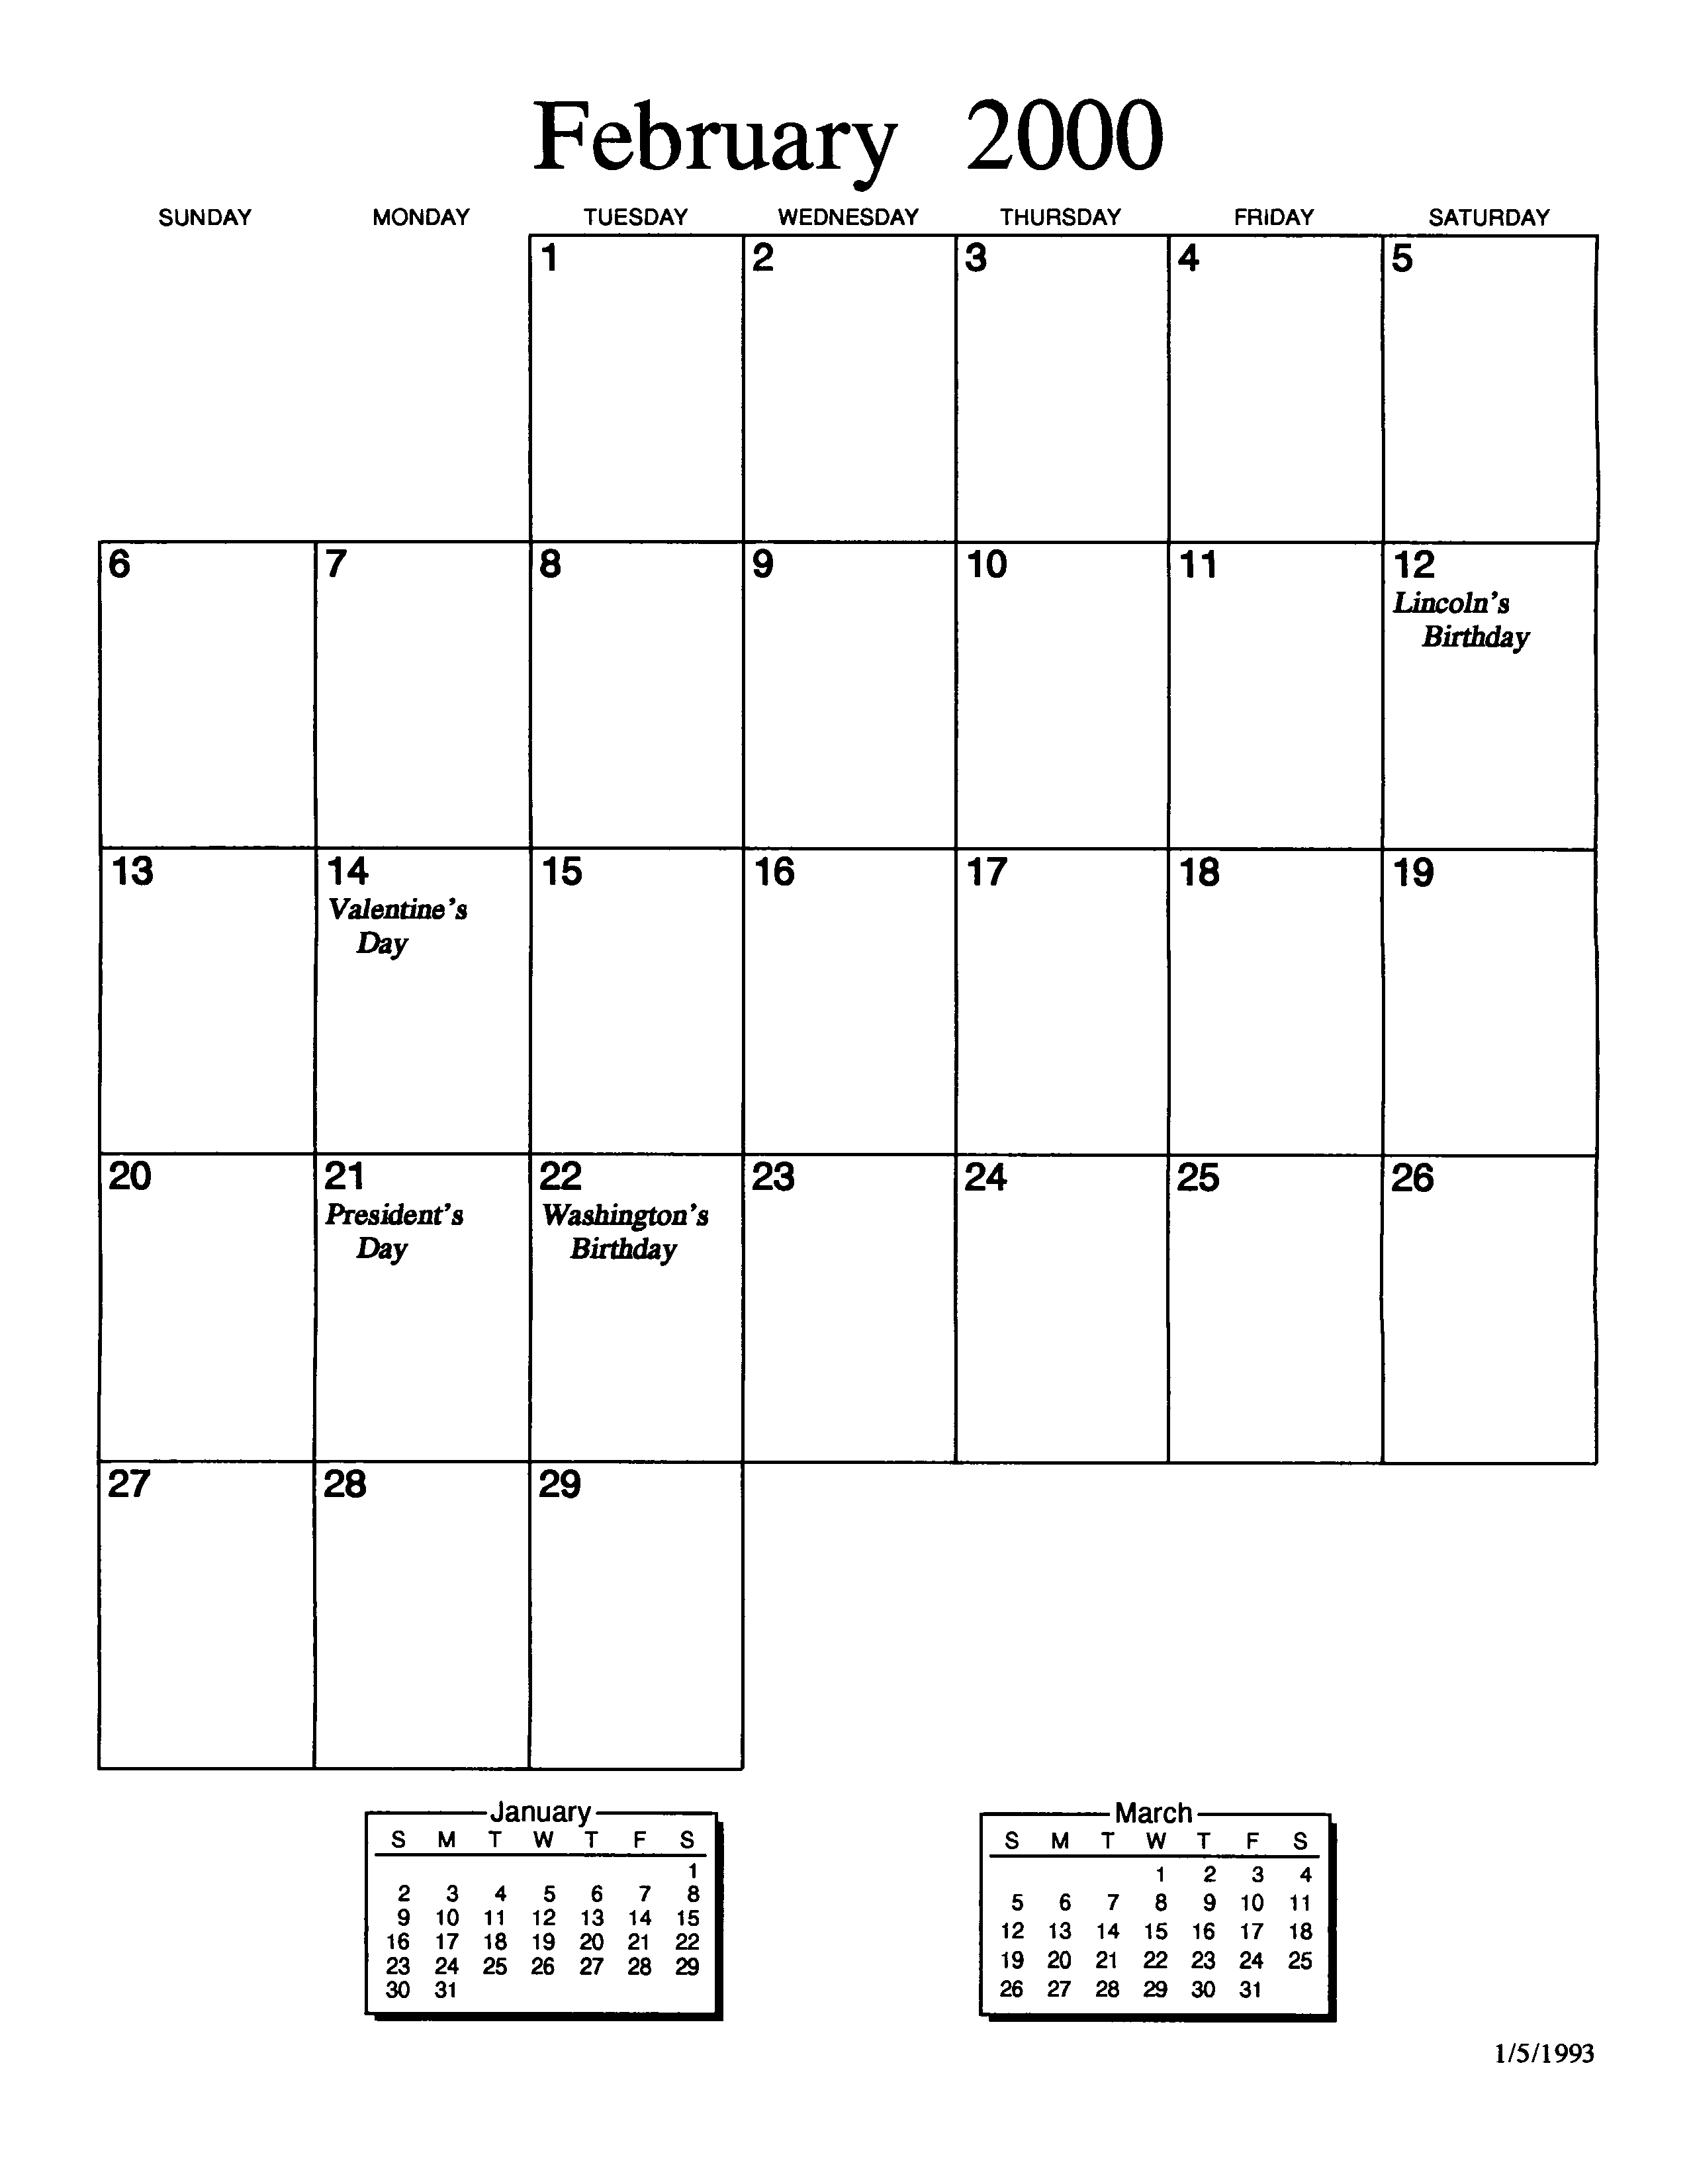 February 2000
SUNDAY MONDAY TUESDAY WEDNESDAY THURSDAY FRIDAY SATURDAY
1 2 3 4 5
6 7 8 9 10 11 12
Lincoln's
Birthday
13 14 15 16 17 18 19
Valentine's
Day
20 21 22 23 24 25 26
President's Washington's
Day Birthday
27 28 29
January
S M T W T F S
1
2 3 4 5 6 7 8
9 10 11 12 13 14 15
16 17 18 19 20 21 22
23 24 25 26 27 28 29
30 31
March
S M T W T F S
1 2 3 4
5 6 7 8 9 10 11
12 13 14 15 16 17 18
19 20 21 22 23 24 25
26 27 28 29 30 31
1/5/1993